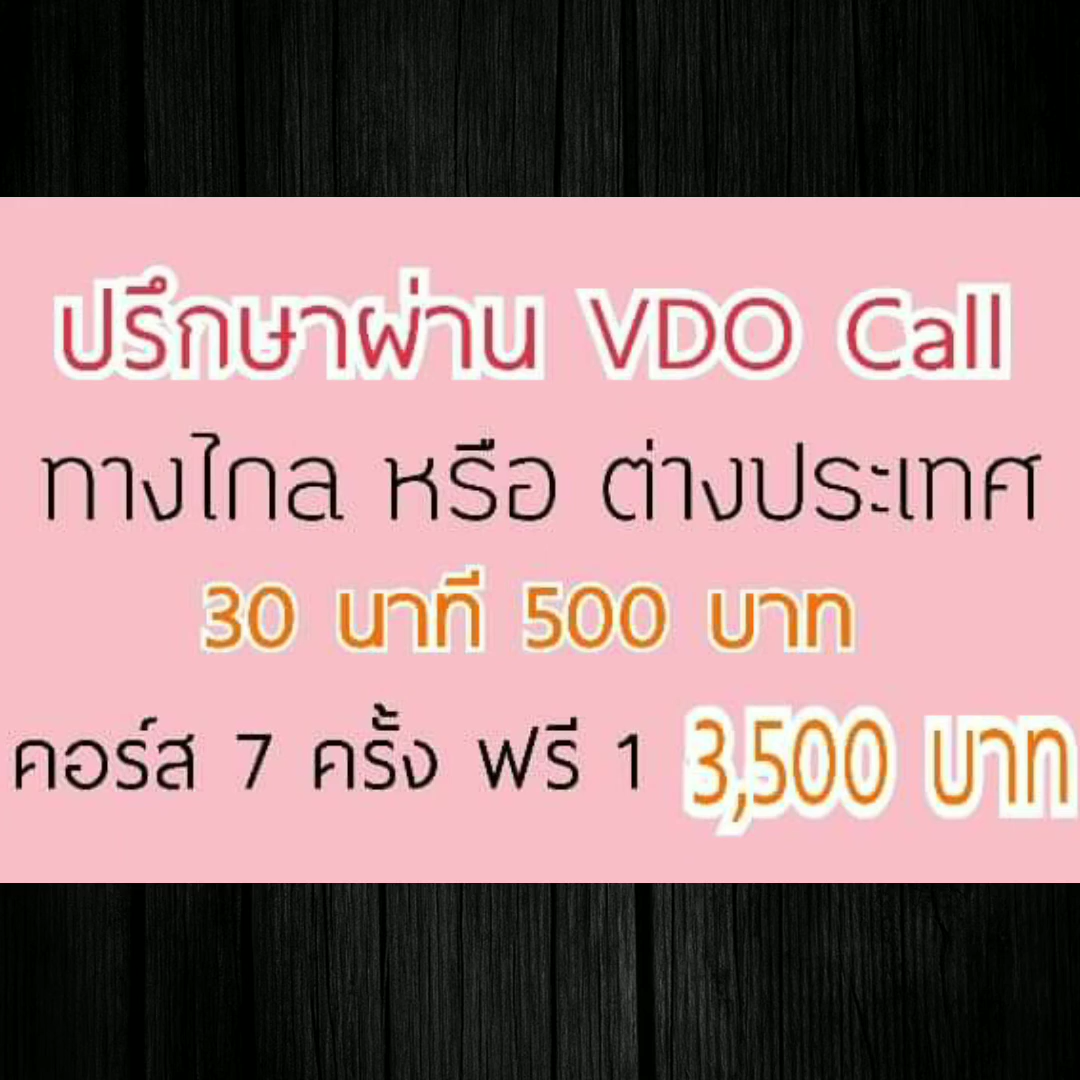 ปรึกษาผ่าน VDO Call
ทางไกล หรือ ต่างประเทศ
30 นาที 500 บาท
คอร์ส 7 ครั้ง ฟรี 1 3,500 บาท